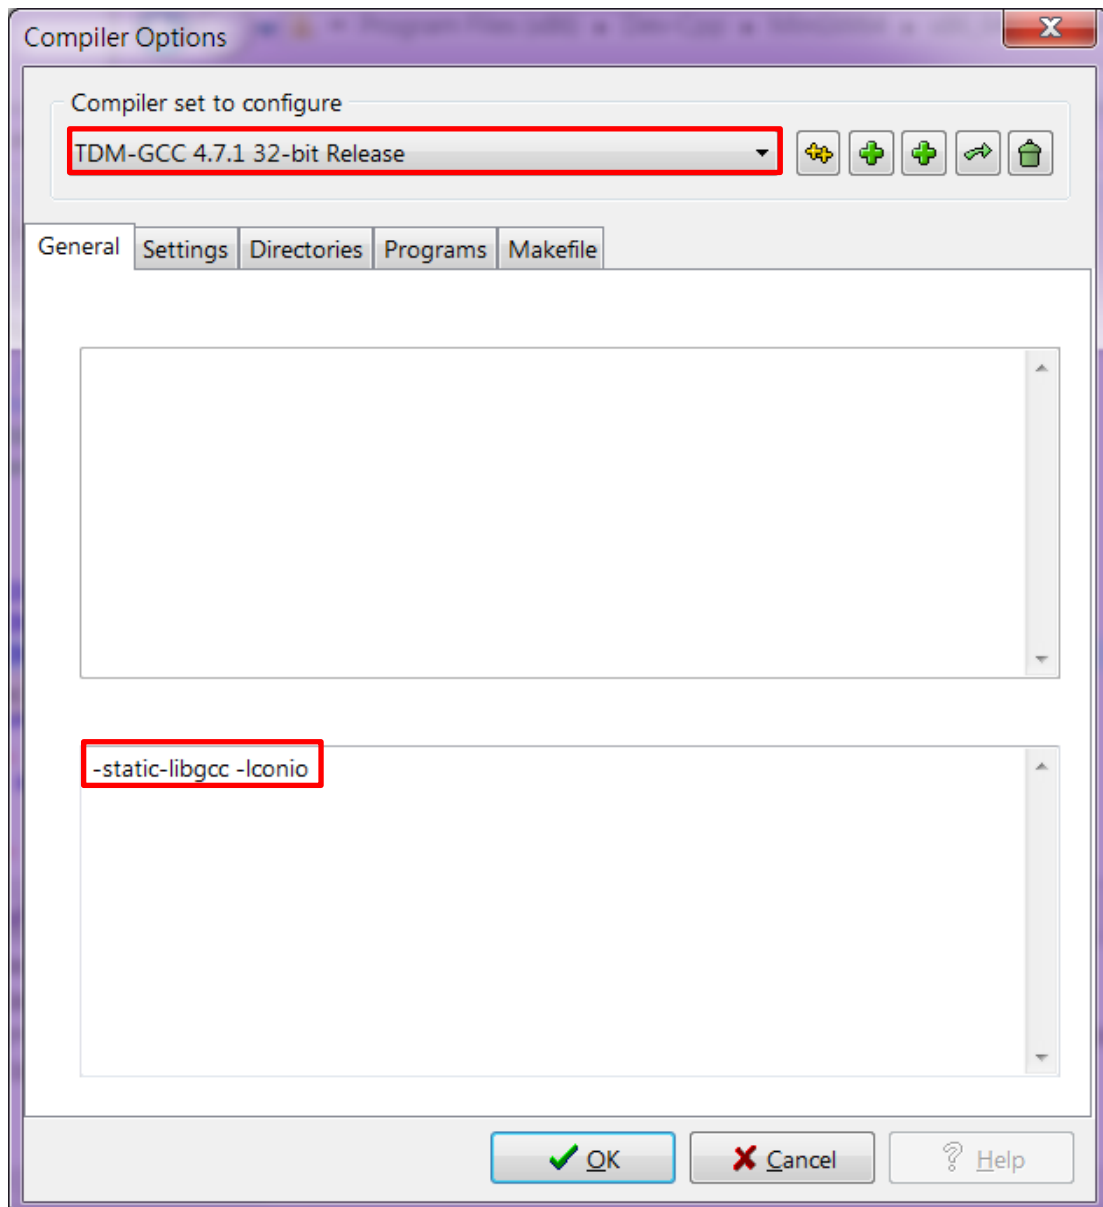 Compiler Options
Compiler set to configure
TDM-GCC 4.7.1 32-bit Release
General Settings Directories Programs Makefile
-static-libgcc -lconio
OK Cancel ? Help